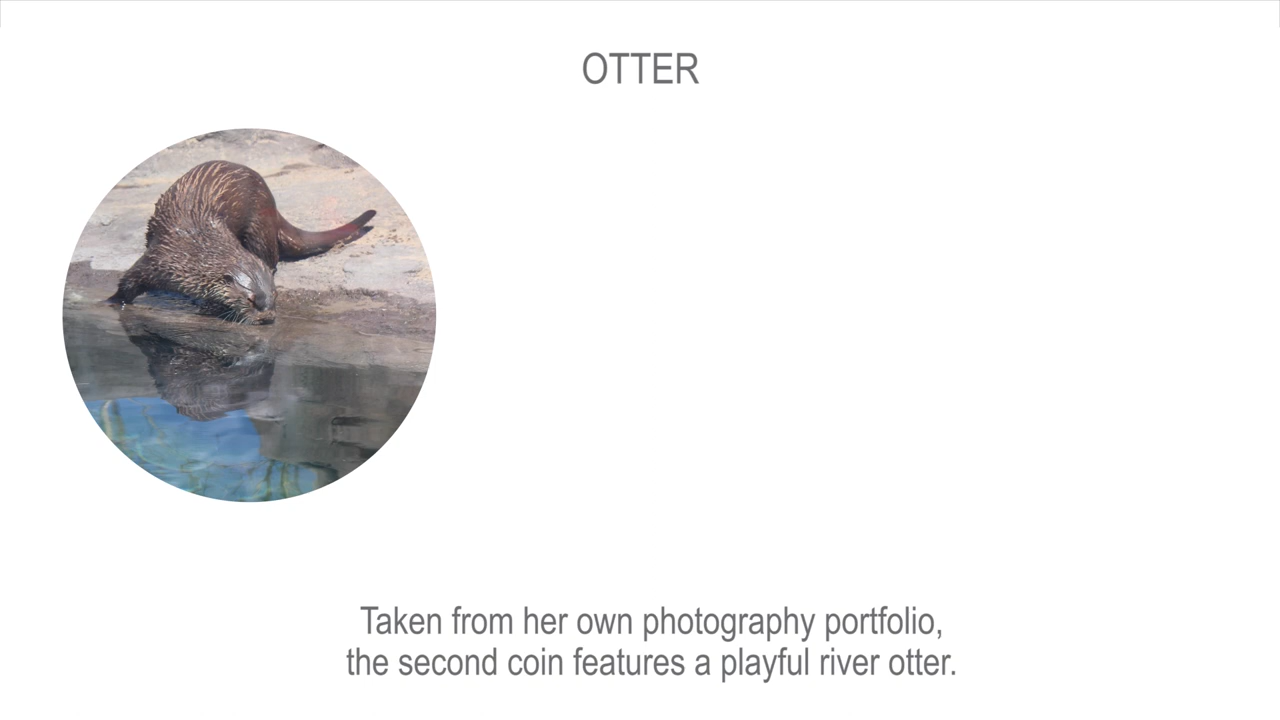 OTTER
Taken from her own photography portfolio,
the second coin features a playful river otter.